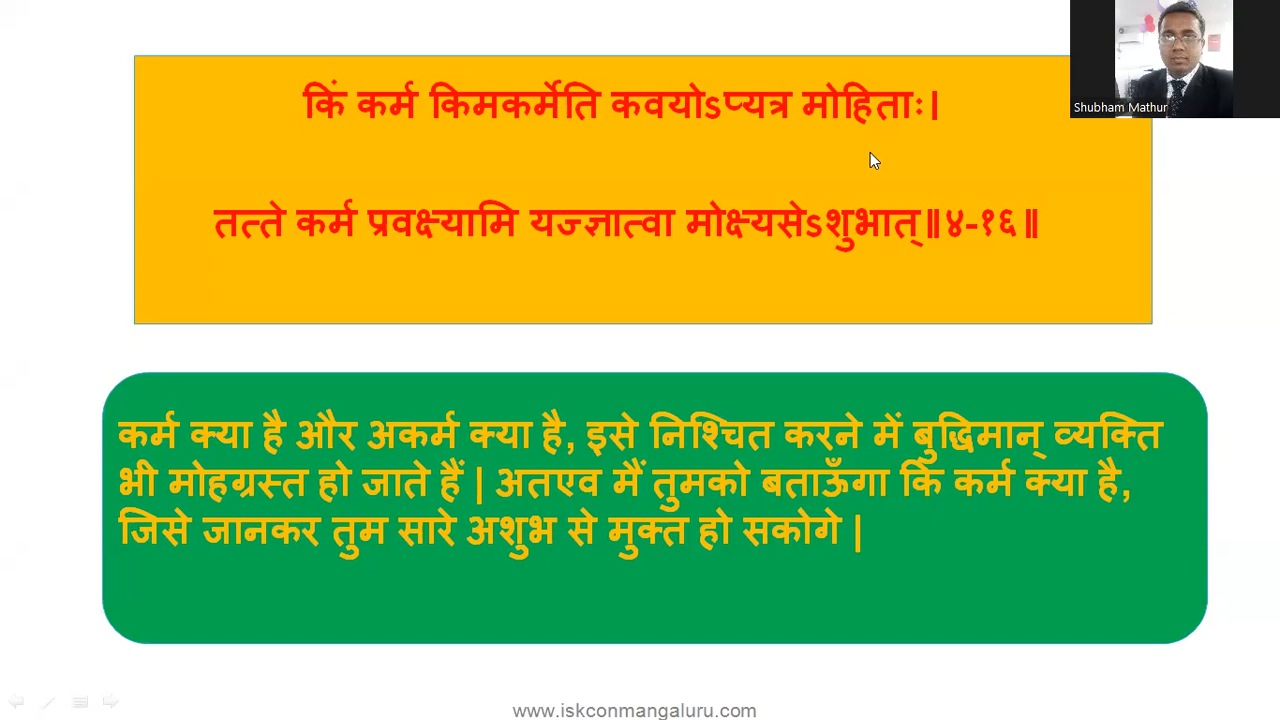 किं कर्म किमकर्मेति कवयोऽप्यत्र मोहिताः।
Shubham Mathur
तत्ते कर्म प्रवक्ष्यामि यज्ज्ञात्वा मोक्ष्यसेऽशुभात्॥४-१६॥
कर्म क्या है और अकर्म क्या है, इसे निश्चित करने में बुद्धिमान् व्यक्ति
भी मोहग्रस्त हो जाते हैं | अतएव मैं तुमको बताऊँगा कि कर्म क्या है,
जिसे जानकर तुम सारे अशुभ से मुक्त हो सकोगे |
www.iskconmangaluru.com